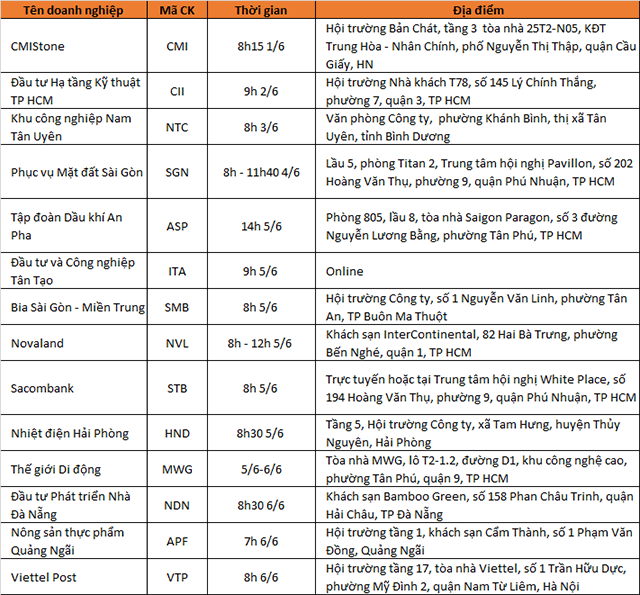 Tên doanh nghiệp Mã CK Thời gian Địa điểm
CMIStone CMI 8h15 1/6 Hội trường Bản Chát, tầng 3 tòa nhà 25T2-N05, KĐT
Trung Hòa - Nhân Chính, phố Nguyễn Thị Thập, quận Cầu
Giấy, HN
Đầu tư Hạ tầng Kỹ thuật
TP HCM CII 9h 2/6 Hội trường Nhà khách T78, số 145 Lý Chính Thắng,
phường 7, quận 3, TP HCM
Khu công nghiệp Nam
Tân Uyên NTC 8h 3/6 Văn phòng Công ty, phường Khánh Bình, thị xã Tân
Uyên, tỉnh Bình Dương
Phục vụ Mặt đất Sài Gòn SGN 8h - 11h40 4/6 Lầu 5, phòng Titan 2, Trung tâm hội nghị Pavillon, số 202
Hoàng Văn Thụ, phường 9, quận Phú Nhuận, TP HCM
Tập đoàn Dầu khí An
Pha ASP 14h 5/6 Phòng 805, lầu 8, tòa nhà Saigon Paragon, số 3 đường
Nguyễn Lương Bằng, phường Tân Phú, TP HCM
Đầu tư và Công nghiệp
Tân Tạo ITA 9h 5/6 Online
Bia Sài Gòn - Miền Trung SMB 8h 5/6 Hội trường Công ty, số 1 Nguyễn Văn Linh, phường Tân
An, TP Buôn Ma Thuột
Novaland NVL 8h - 12h 5/6 Khách sạn InterContinental, 82 Hai Bà Trưng, phường
Bến Nghé, quận 1, TP HCM
Sacombank STB 8h 5/6 Trực tuyến hoặc tại Trung tâm hội nghị White Place, số
194 Hoàng Văn Thụ, phường 9, quận Phú Nhuận, TP HCM
Nhiệt điện Hải Phòng HND 8h30 5/6 Tầng 5, Hội trường Công ty, xã Tam Hưng, huyện Thủy
Nguyên, Hải Phòng
Thế giới Di động MWG 5/6-6/6 Tòa nhà MWG, lô T2-1.2, đường D1, khu công nghệ cao,
phường Tân Phú, quận 9, TP HCM
Đầu tư Phát triển Nhà
Đà Nẵng NDN 8h30 6/6 Khách sạn Bamboo Green, số 158 Phan Châu Trinh, quận
Hải Châu, TP Đà Nẵng
Nông sản thực phẩm
Quảng Ngãi APF 7h 6/6 Hội trường tầng 1, khách sạn Cẩm Thành, số 1 Phạm Văn
Đồng, Quảng Ngãi
Viettel Post VTP 8h 6/6 Hội trường tầng 17, tòa nhà Viettel, số 1 Trần Hữu Dực,
phường Mỹ Đình 2, quận Nam Từ Liêm, Hà Nội